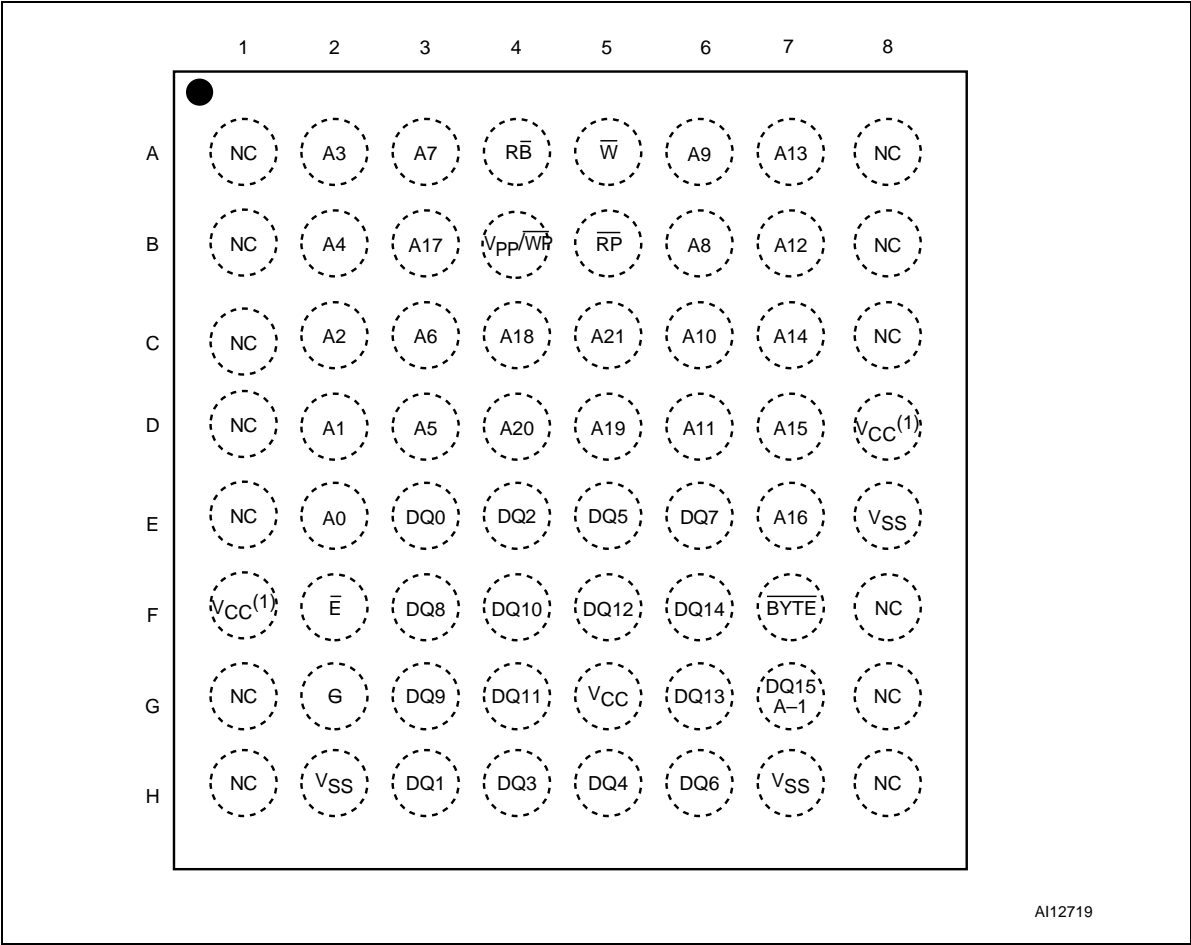 1 2 3 4 5 6 7 8
A NC A3 A7 RB̅ W̅ A9 A13 NC
B NC A4 A17 VPP/W̅P̅ R̅P̅ A8 A12 NC
C NC A2 A6 A18 A21 A10 A14 NC
D NC A1 A5 A20 A19 A11 A15 VCC(1)
E NC A0 DQ0 DQ2 DQ5 DQ7 A16 VSS
F VCC(1) E̅ DQ8 DQ10 DQ12 DQ14 B̅Y̅T̅E̅ NC
G NC G̶ DQ9 DQ11 VCC DQ13 DQ15 A–1 NC
H NC VSS DQ1 DQ3 DQ4 DQ6 VSS NC
AI12719